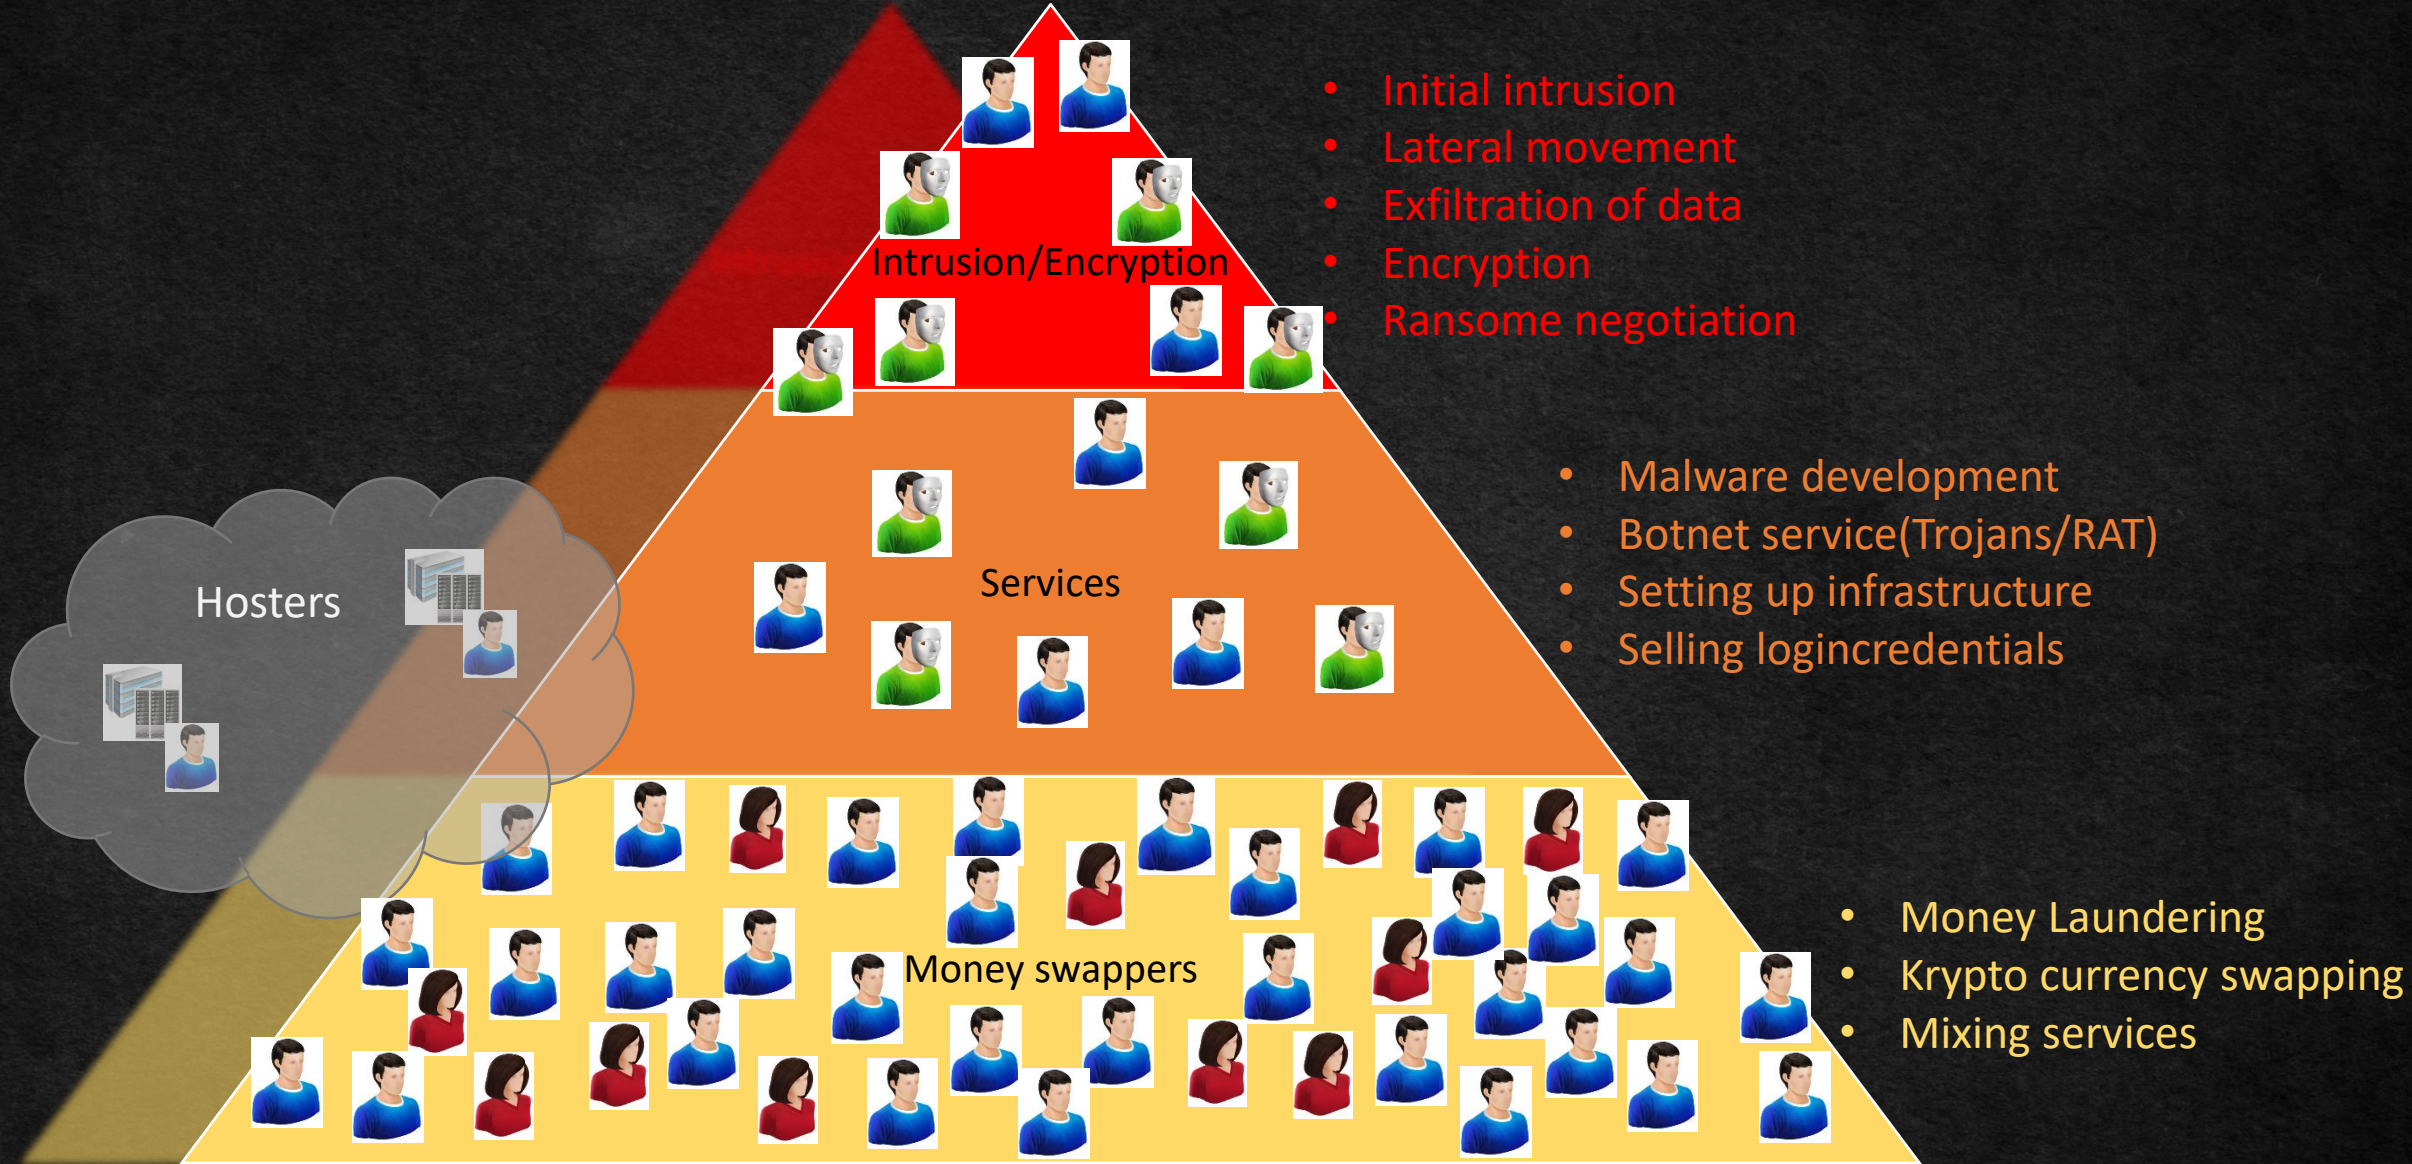 Intrusion/Encryption
• Initial intrusion
• Lateral movement
• Exfiltration of data
• Encryption
• Ransome negotiation
Services
• Malware development
• Botnet service(Trojans/RAT)
• Setting up infrastructure
• Selling logincredentials
Hosters
Money swappers
• Money Laundering
• Krypto currency swapping
• Mixing services